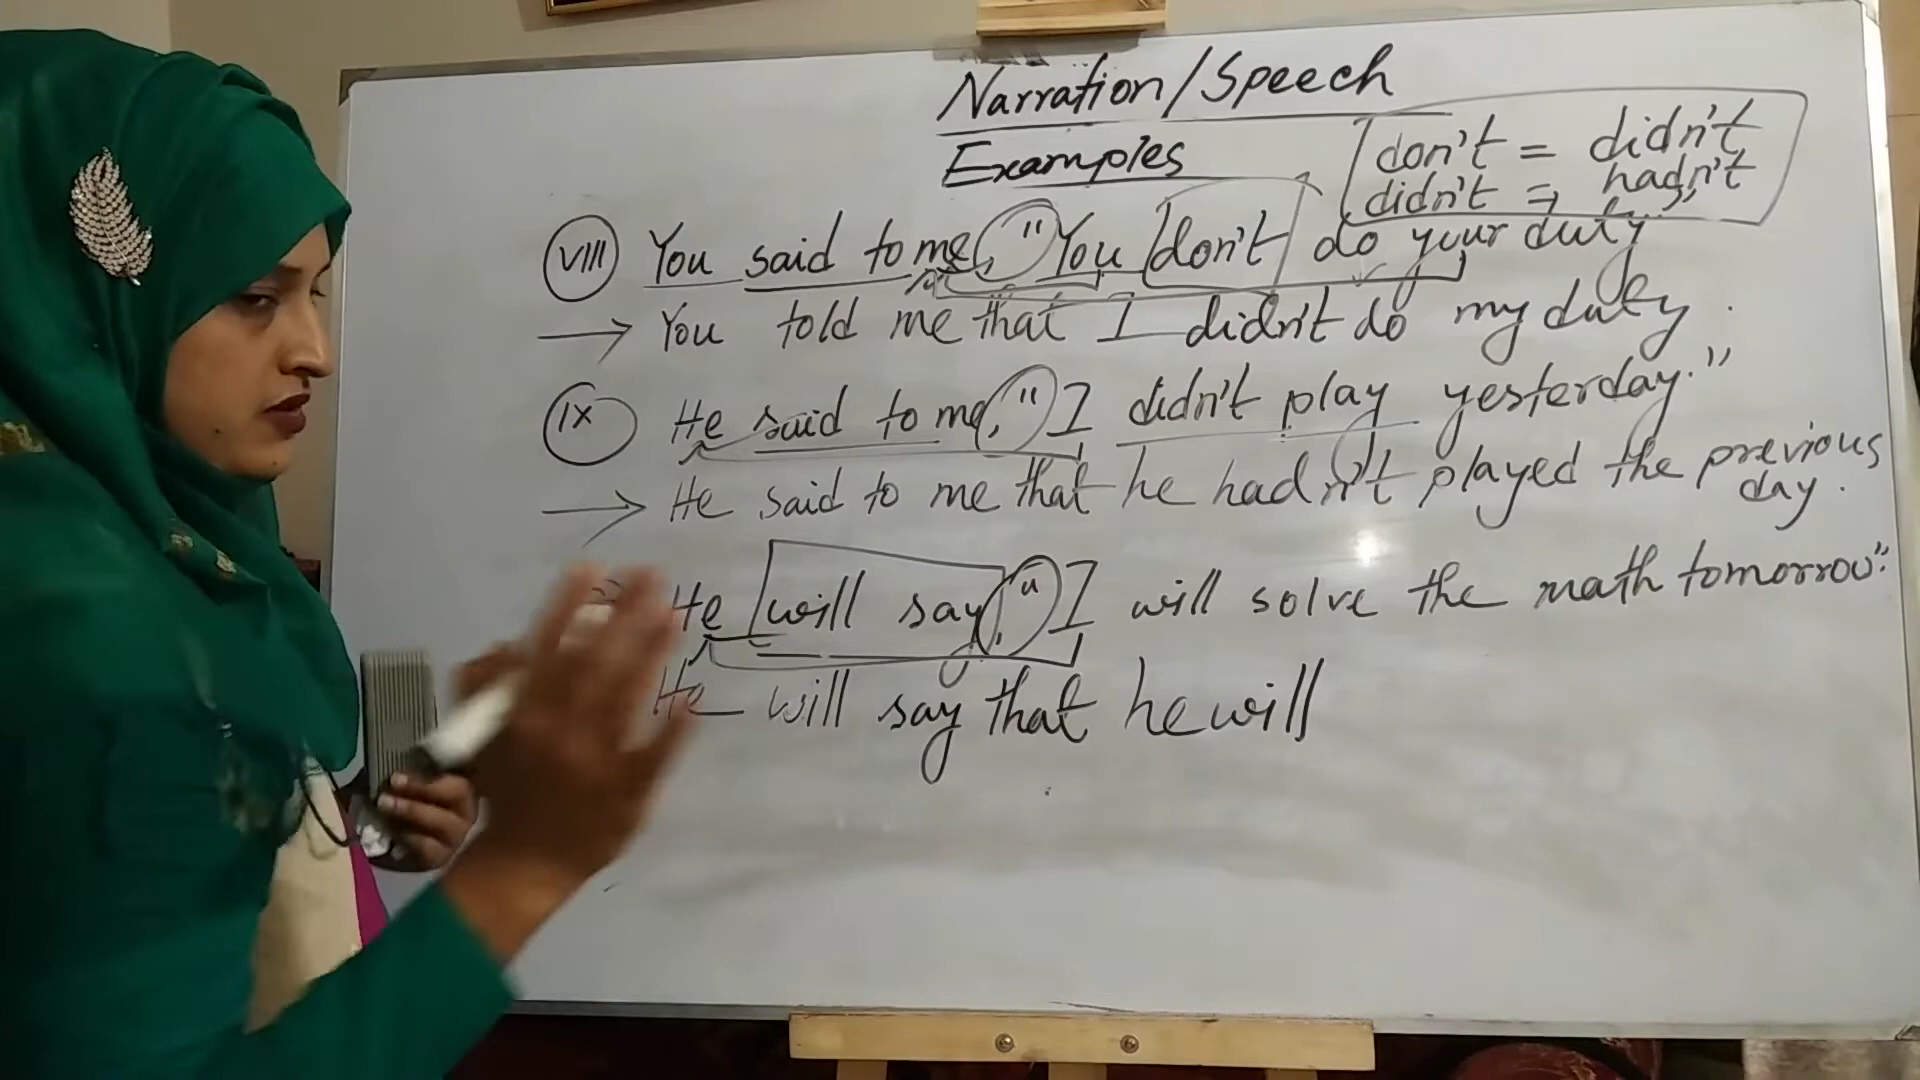 Narration/Speech
Examples
don't = didn't
didn't = hadn't
(viii) You said to me, "You don't do your duty
→ You told me that I didn't do my duty.
(ix) He said to me, "I didn't play yesterday."
→ He said to me that he hadn't played the previous day.
He will say, "I will solve the math tomorrow."
He will say that he will